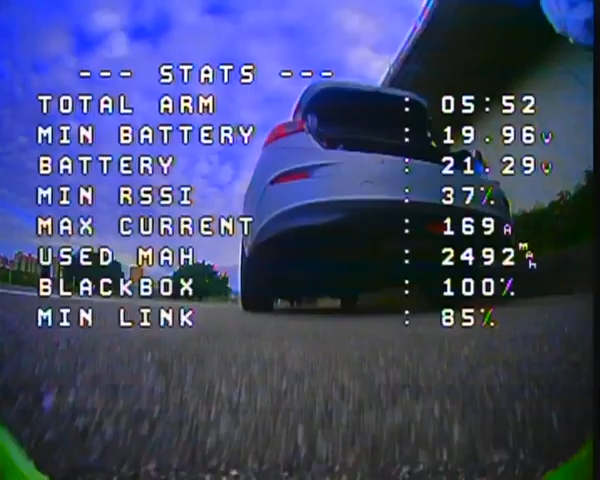 --- STATS ---
TOTAL ARM : 05:52
MIN BATTERY : 19.96V
BATTERY : 21.29V
MIN RSSI : 37%
MAX CURRENT : 169A
USED MAH : 2492mAh
BLACKBOX : 100%
MIN LINK : 85%